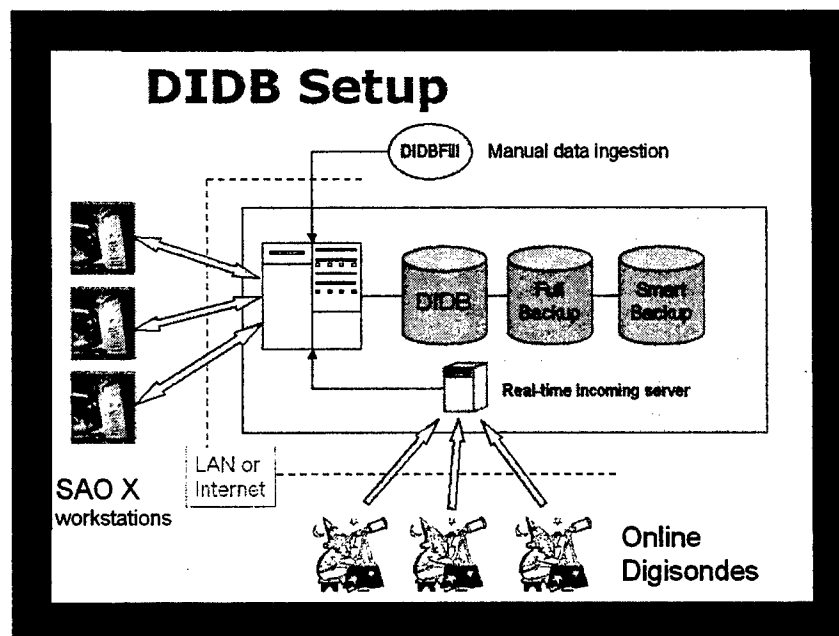 DIDB Setup
DIDBFill
Manual data ingestion
DIDB
Full
Backup
Smart
Backup
Real-time incoming server
LAN or
Internet
SAO X
workstations
Online
Digisondes